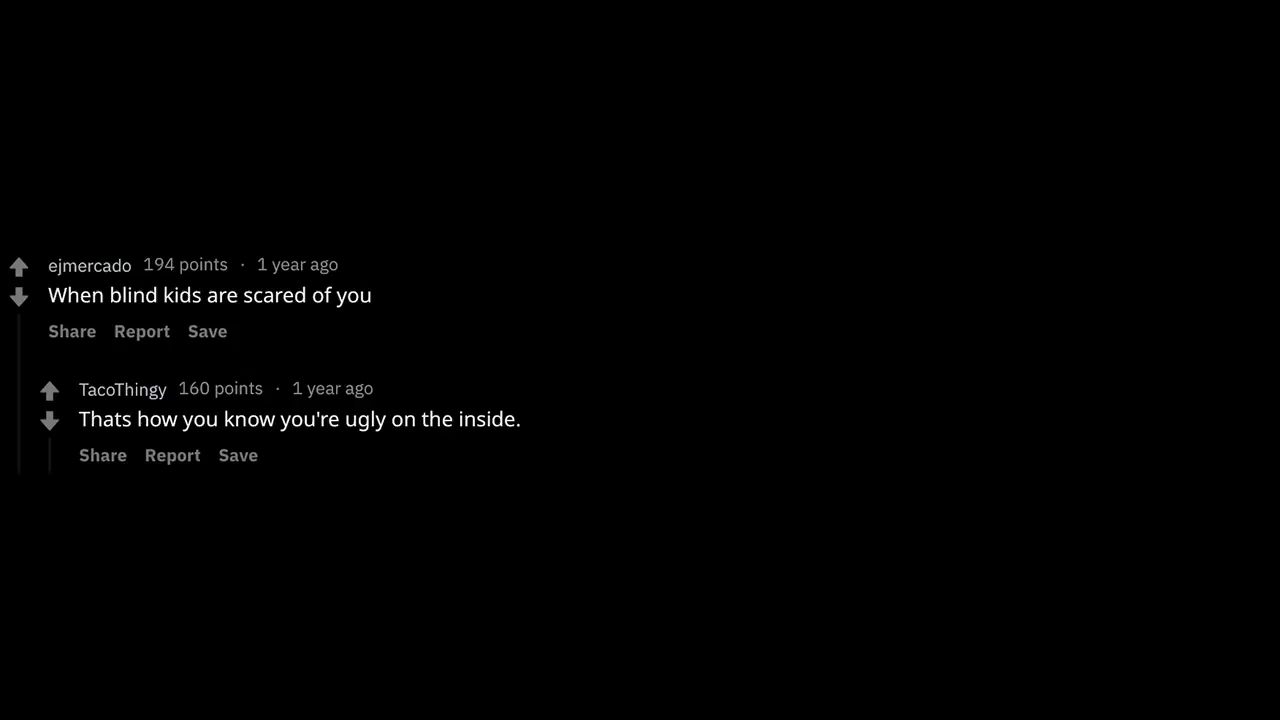 ejmercado 194 points · 1 year ago
When blind kids are scared of you
Share Report Save
TacoThingy 160 points · 1 year ago
Thats how you know you're ugly on the inside.
Share Report Save